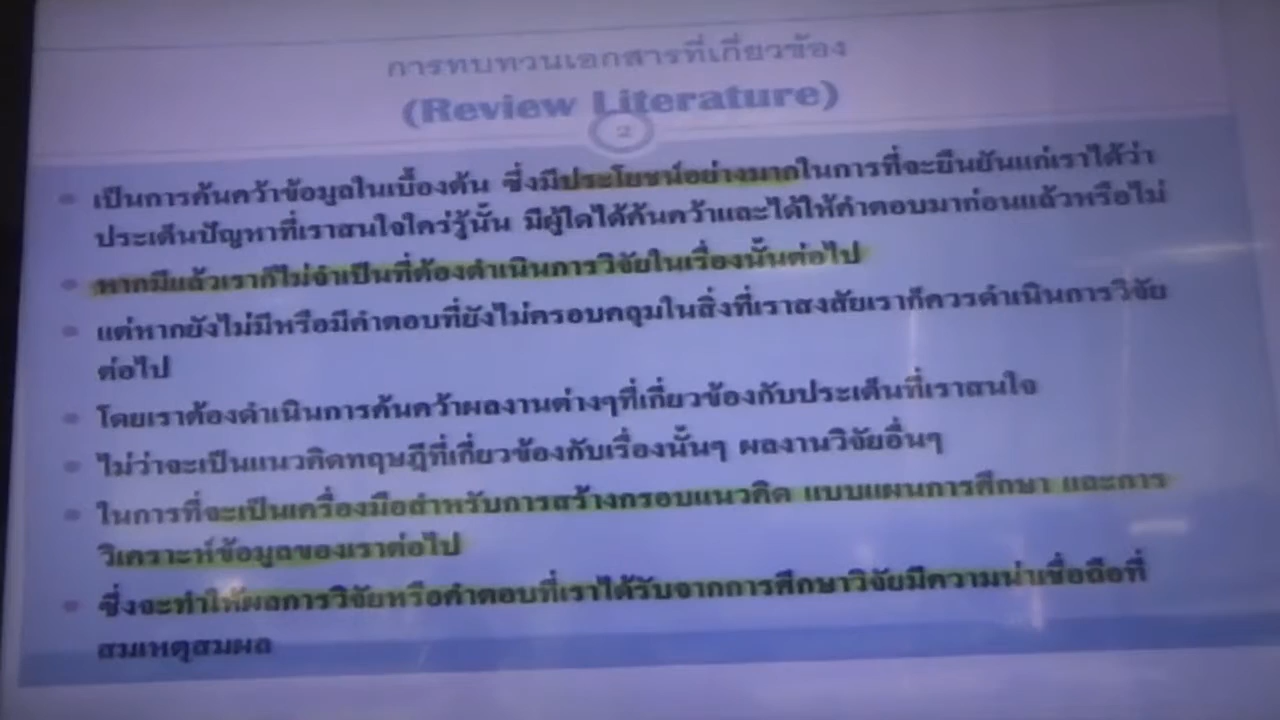 การทบทวนเอกสารที่เกี่ยวข้อง
(Review Literature)
2
เป็นการค้นคว้าข้อมูลในเบื้องต้น ซึ่งมีประโยชน์อย่างมากในการที่จะยืนยันแก่เราได้ว่า
ประเด็นปัญหาที่เราสนใจใคร่รู้นั้น มีผู้ใดได้ค้นคว้าและได้ให้คำตอบมาก่อนแล้วหรือไม่
หากมีแล้วเราก็ไม่จำเป็นที่ต้องดำเนินการวิจัยในเรื่องนั้นต่อไป
แต่หากยังไม่มีหรือมีคำตอบที่ยังไม่ครอบคลุมในสิ่งที่เราสงสัยเราก็ควรดำเนินการวิจัย
ต่อไป
โดยเราต้องดำเนินการค้นคว้าผลงานต่างๆที่เกี่ยวข้องกับประเด็นที่เราสนใจ
ไม่ว่าจะเป็นแนวคิดทฤษฎีที่เกี่ยวข้องกับเรื่องนั้นๆ ผลงานวิจัยอื่นๆ
ในการที่จะเป็นเครื่องมือสำหรับการสร้างกรอบแนวคิด แบบแผนการศึกษา และการ
วิเคราะห์ข้อมูลของเราต่อไป
ซึ่งจะทำให้ผลการวิจัยหรือคำตอบที่เราได้รับจากการศึกษาวิจัยมีความน่าเชื่อถือที่
สมเหตุสมผล